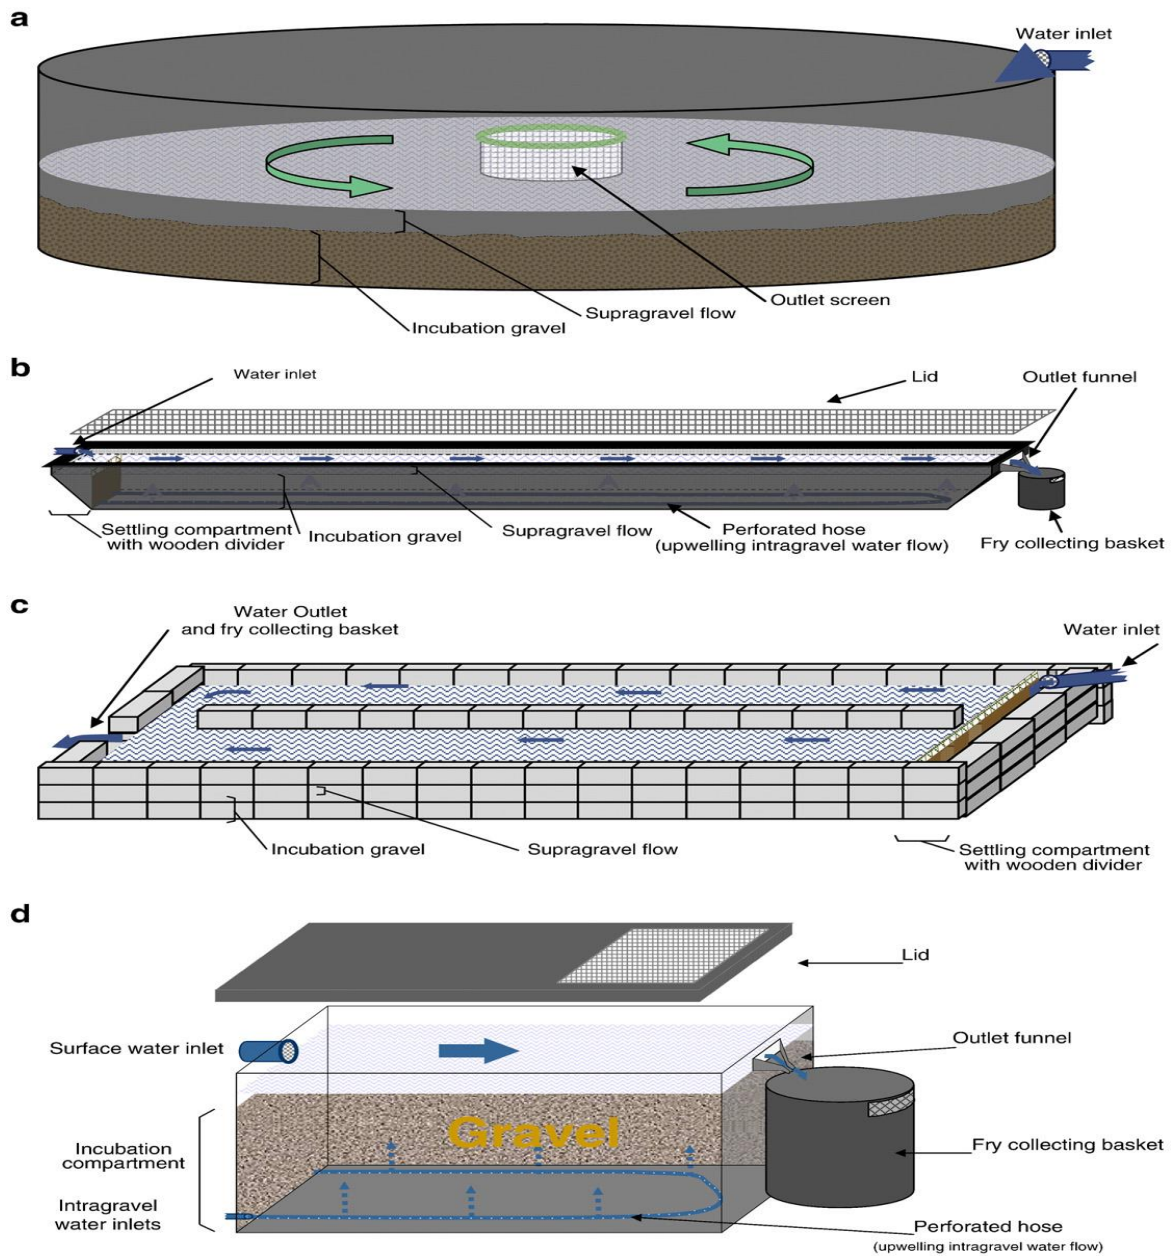 a
Water inlet
Outlet screen
Supragravel flow
Incubation gravel
b
Water inlet
Lid
Outlet funnel
Settling compartment
with wooden divider
Incubation gravel
Supragravel flow
Perforated hose
(upwelling intragravel water flow)
Fry collecting basket
c
Water Outlet
and fry collecting basket
Water inlet
Incubation gravel
Supragravel flow
Settling compartment
with wooden divider
d
Lid
Surface water inlet
Outlet funnel
Gravel
Incubation
compartment
Fry collecting basket
Intragravel
water inlets
Perforated hose
(upwelling intragravel water flow)